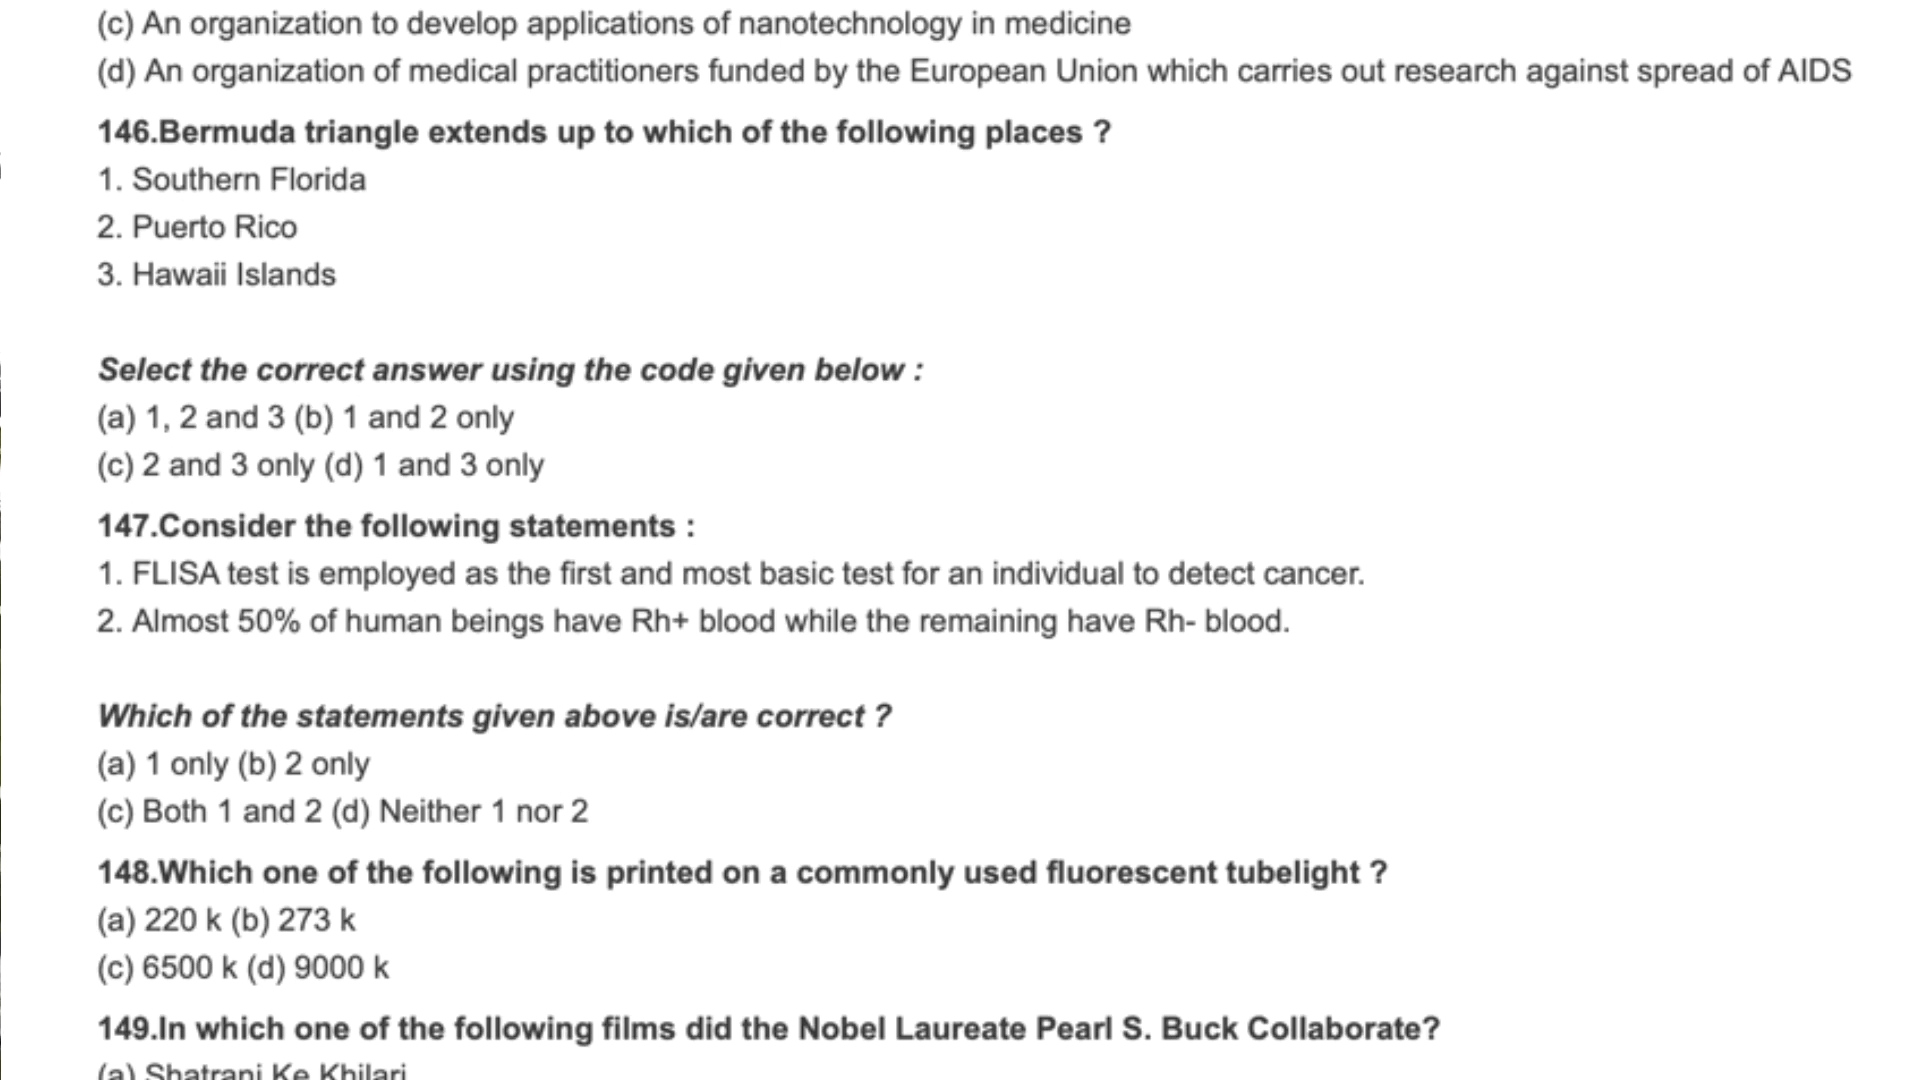 (c) An organization to develop applications of nanotechnology in medicine
(d) An organization of medical practitioners funded by the European Union which carries out research against spread of AIDS
146.Bermuda triangle extends up to which of the following places ?
1. Southern Florida
2. Puerto Rico
3. Hawaii Islands
Select the correct answer using the code given below :
(a) 1, 2 and 3 (b) 1 and 2 only
(c) 2 and 3 only (d) 1 and 3 only
147.Consider the following statements :
1. FLISA test is employed as the first and most basic test for an individual to detect cancer.
2. Almost 50% of human beings have Rh+ blood while the remaining have Rh- blood.
Which of the statements given above is/are correct ?
(a) 1 only (b) 2 only
(c) Both 1 and 2 (d) Neither 1 nor 2
148.Which one of the following is printed on a commonly used fluorescent tubelight ?
(a) 220 k (b) 273 k
(c) 6500 k (d) 9000 k
149.In which one of the following films did the Nobel Laureate Pearl S. Buck Collaborate?
(a) Shatranj Ke Khilari